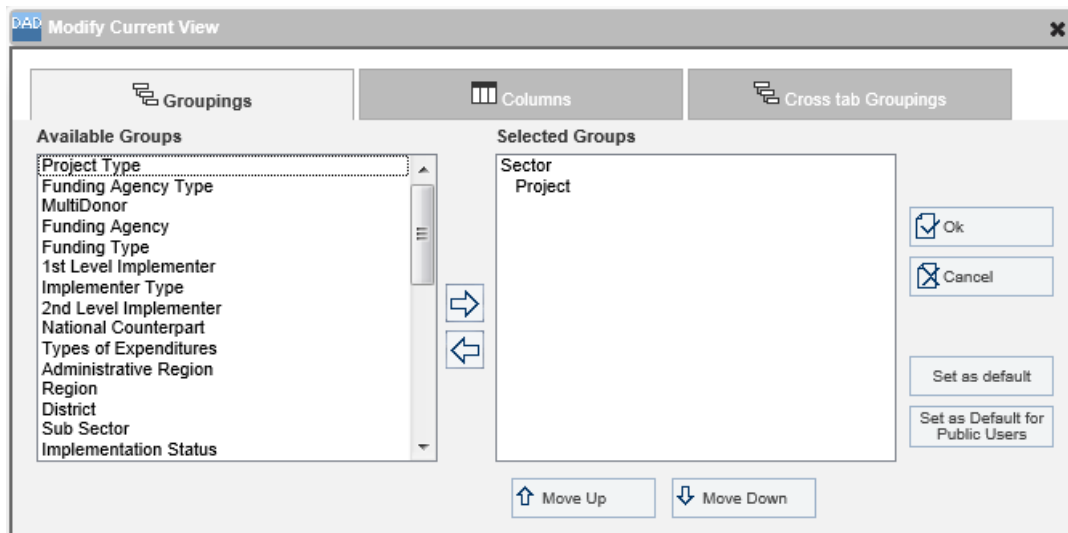 DAD Modify Current View
Groupings
Columns
Cross tab Groupings
Available Groups
Project Type
Funding Agency Type
MultiDonor
Funding Agency
Funding Type
1st Level Implementer
Implementer Type
2nd Level Implementer
National Counterpart
Types of Expenditures
Administrative Region
Region
District
Sub Sector
Implementation Status
Selected Groups
Sector
Project
Ok
Cancel
Set as default
Set as Default for
Public Users
Move Up
Move Down